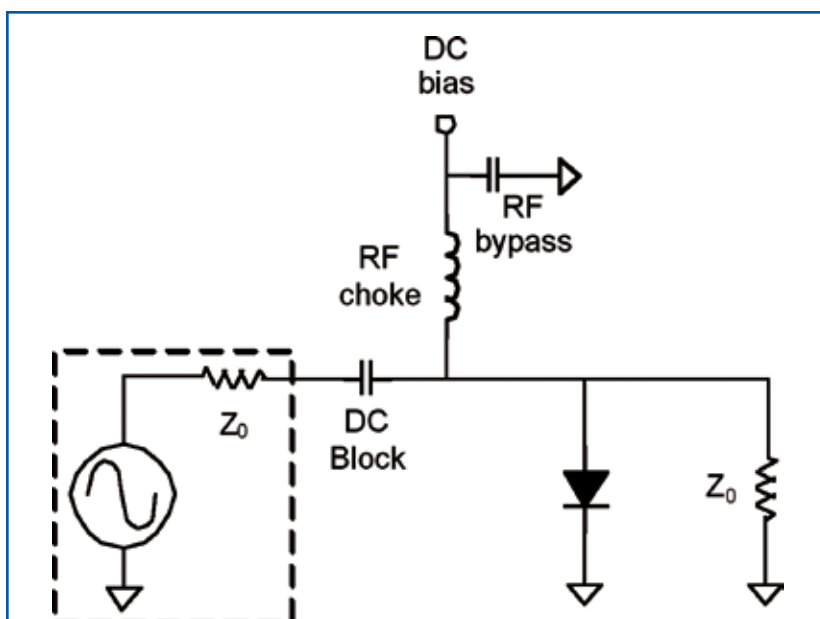 DC
bias
RF
bypass
RF
choke
Z₀
DC
Block
Z₀